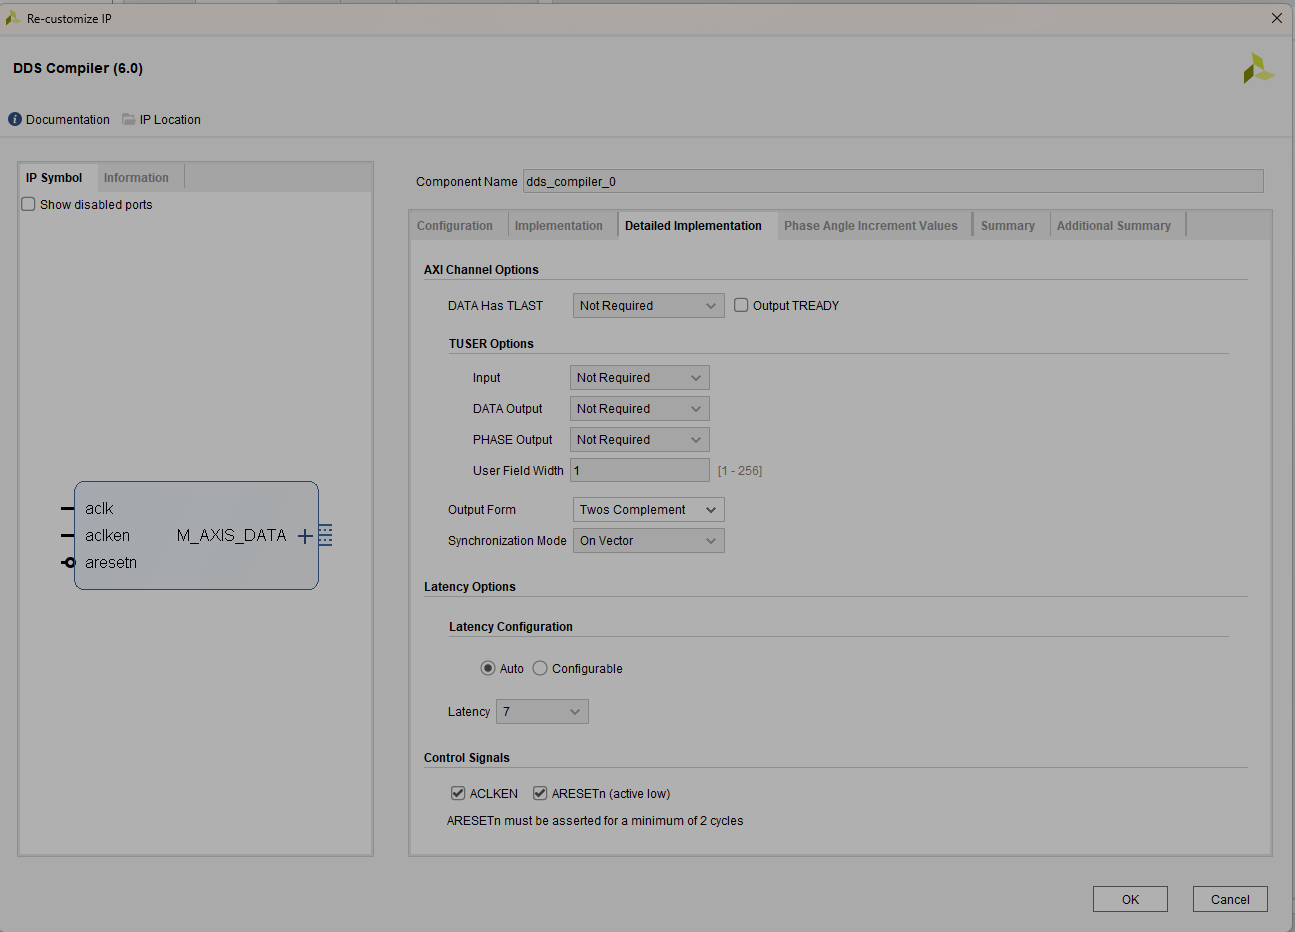 Re-customize IP
DDS Compiler (6.0)
Documentation IP Location
IP Symbol Information
Show disabled ports
aclk
aclken M_AXIS_DATA
aresetn
Component Name dds_compiler_0
Configuration Implementation Detailed Implementation Phase Angle Increment Values Summary Additional Summary
AXI Channel Options
DATA Has TLAST Not Required Output TREADY
TUSER Options
Input Not Required
DATA Output Not Required
PHASE Output Not Required
User Field Width 1 [1 - 256]
Output Form Twos Complement
Synchronization Mode On Vector
Latency Options
Latency Configuration
Auto Configurable
Latency 7
Control Signals
ACLKEN ARESETn (active low)
ARESETn must be asserted for a minimum of 2 cycles
OK Cancel